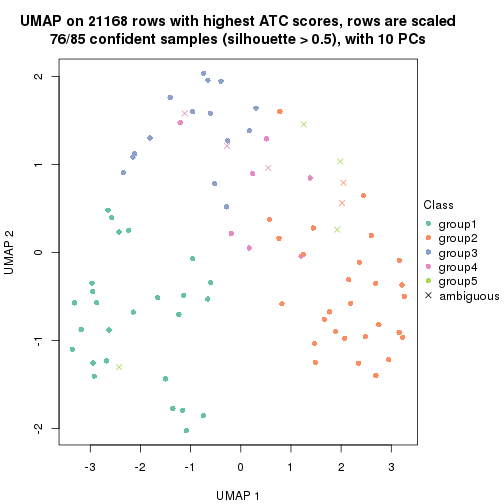 UMAP on 21168 rows with highest ATC scores, rows are scaled
76/85 confident samples (silhouette > 0.5), with 10 PCs
2
1
0
-1
-2
UMAP 2
-3
-2
-1
0
1
2
3
UMAP 1
Class
group1
group2
group3
group4
group5
ambiguous